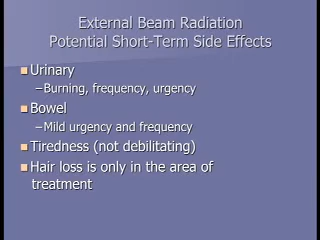 External Beam Radiation
Potential Short-Term Side Effects
Urinary
–Burning, frequency, urgency
Bowel
–Mild urgency and frequency
Tiredness (not debilitating)
Hair loss is only in the area of
treatment